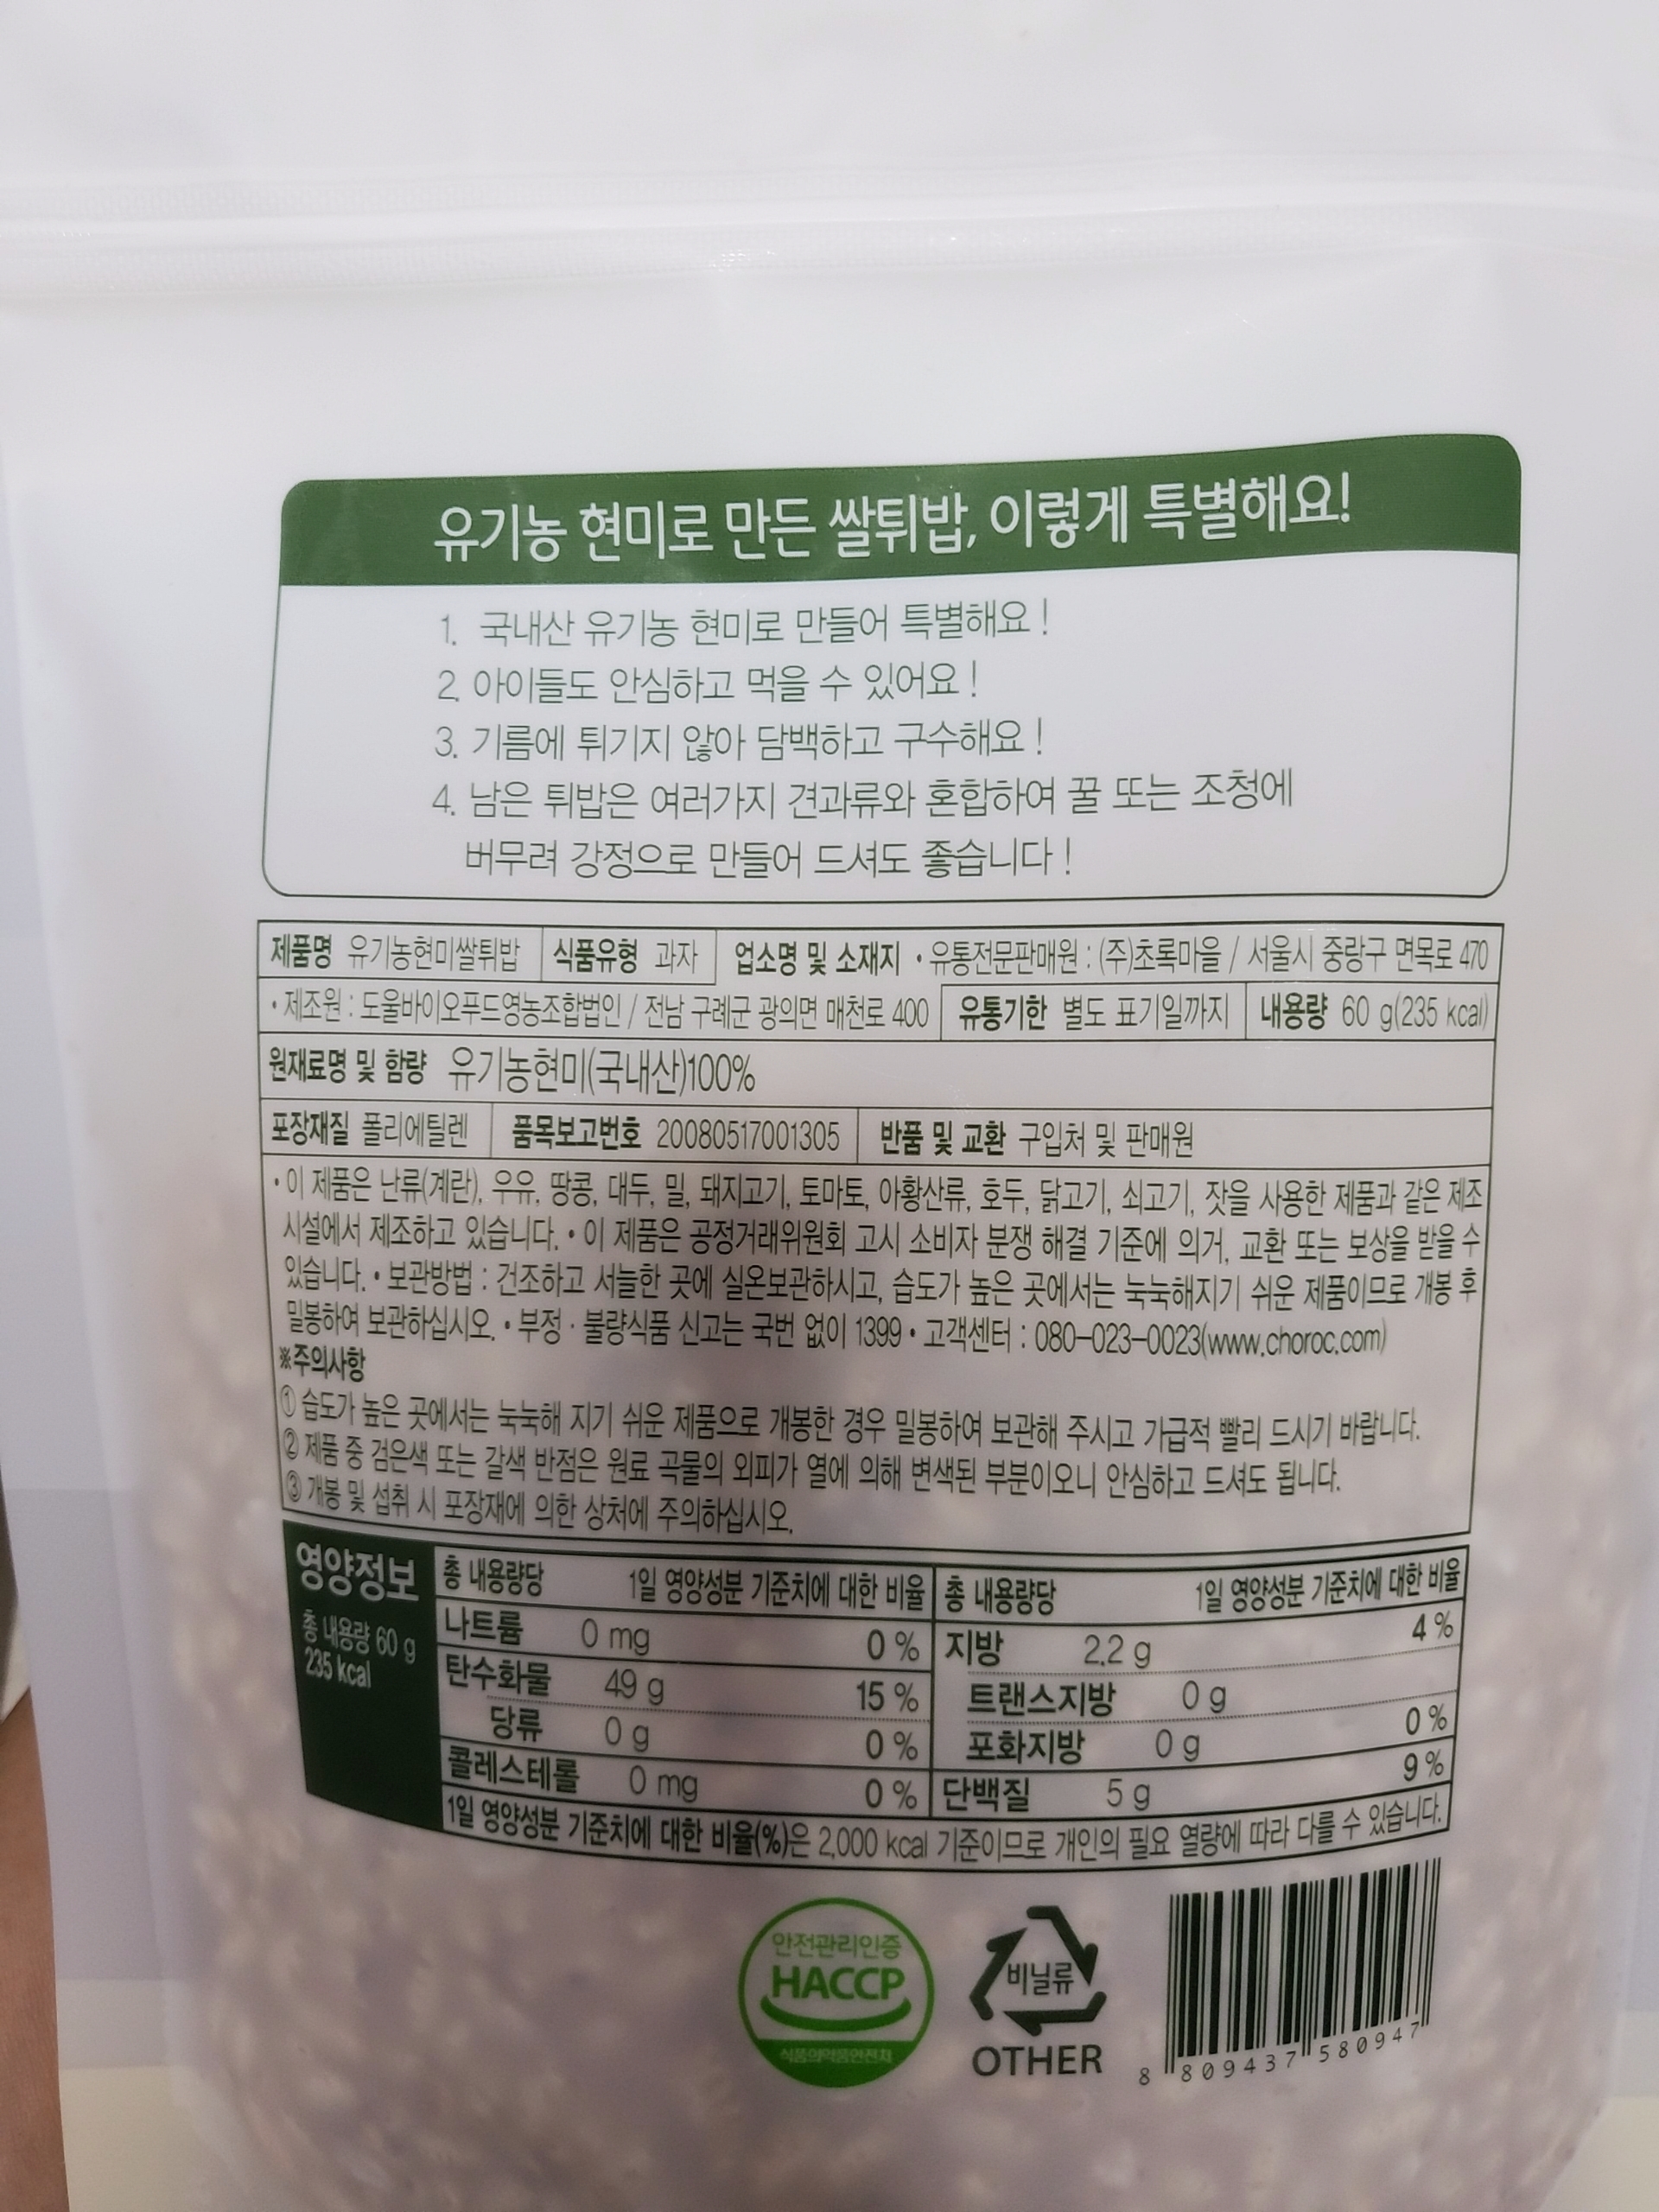 유기농 현미로 만든 쌀튀밥, 이렇게 특별해요!
1. 국내산 유기농 현미로 만들어 특별해요!
2. 아이들도 안심하고 먹을 수 있어요!
3. 기름에 튀기지 않아 담백하고 구수해요!
4. 남은 튀밥은 여러가지 견과류와 혼합하여 꿀 또는 조청에
버무려 강정으로 만들어 드셔도 좋습니다!
제품명 유기농현미쌀튀밥 식품유형 과자 업소명 및 소재지 • 유통전문판매원 : (주)초록마을 / 서울시 중랑구 면목로 470
• 제조원 : 도울바이오푸드영농조합법인 / 전남 구례군 광의면 매천로 400 유통기한 별도 표기일까지 내용량 60 g(235 kcal)
원재료명 및 함량 유기농현미(국내산)100%
포장재질 폴리에틸렌 품목보고번호 20080517001305 반품 및 교환 구입처 및 판매원
• 이 제품은 난류(계란), 우유, 땅콩, 대두, 밀, 돼지고기, 토마토, 아황산류, 호두, 닭고기, 쇠고기, 잣을 사용한 제품과 같은 제조
시설에서 제조하고 있습니다. • 이 제품은 공정거래위원회 고시 소비자 분쟁 해결 기준에 의거, 교환 또는 보상을 받을 수
있습니다. • 보관방법 : 건조하고 서늘한 곳에 실온보관하시고, 습도가 높은 곳에서는 눅눅해지기 쉬운 제품이므로 개봉 후
밀봉하여 보관하십시오. • 부정 · 불량식품 신고는 국번 없이 1399 • 고객센터 : 080-023-0023(www.choroc.com)
※주의사항
① 습도가 높은 곳에서는 눅눅해 지기 쉬운 제품으로 개봉한 경우 밀봉하여 보관해 주시고 가급적 빨리 드시기 바랍니다.
② 제품 중 검은색 또는 갈색 반점은 원료 곡물의 외피가 열에 의해 변색된 부분이오니 안심하고 드셔도 됩니다.
③ 개봉 및 섭취 시 포장재에 의한 상처에 주의하십시오.
영양정보
총 내용량 60 g
235 kcal
총 내용량당 1일 영양성분 기준치에 대한 비율 총 내용량당 1일 영양성분 기준치에 대한 비율
나트륨 0 mg 0 % 지방 2.2 g 4 %
탄수화물 49 g 15 % 트랜스지방 0 g
당류 0 g 0 % 포화지방 0 g 0 %
콜레스테롤 0 mg 0 % 단백질 5 g 9 %
1일 영양성분 기준치에 대한 비율(%)은 2,000 kcal 기준이므로 개인의 필요 열량에 따라 다를 수 있습니다.
안전관리인증
HACCP
식품의약품안전처
비닐류
OTHER
8 809437 580947